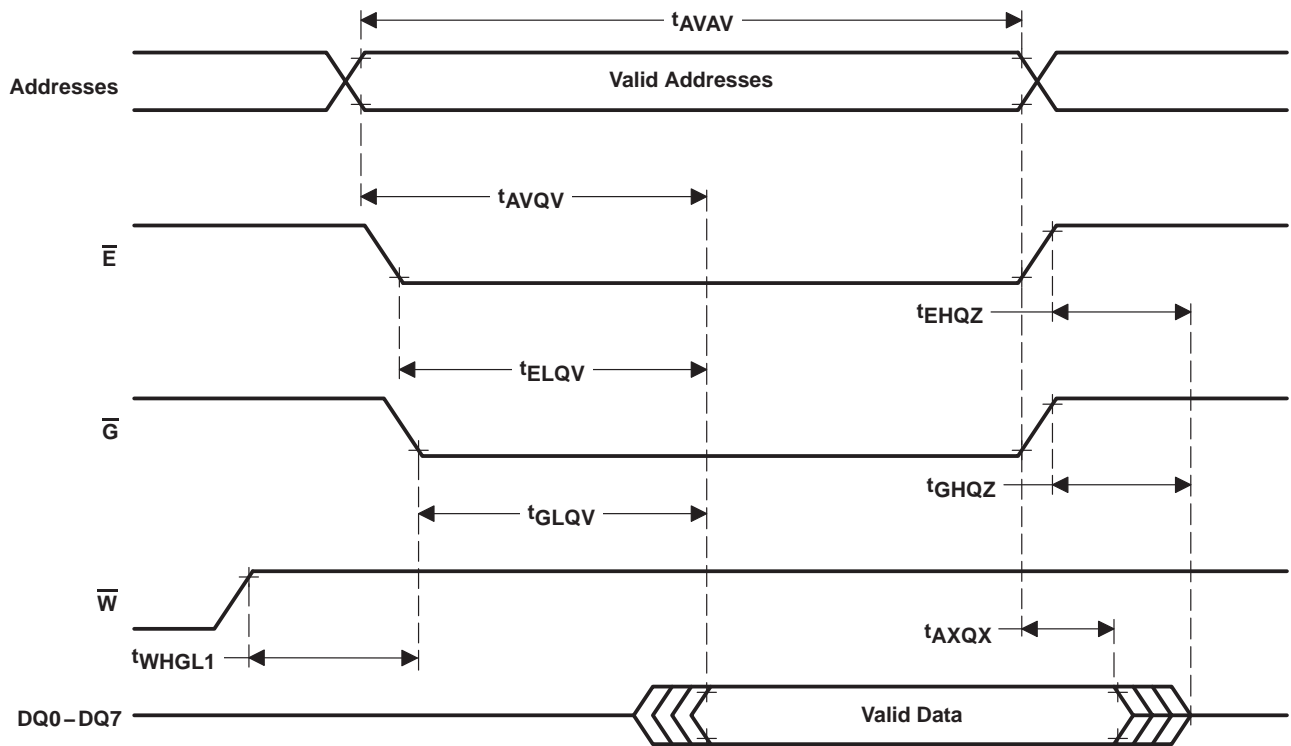 tAVAV
Addresses
Valid Addresses
tAVQV
E̅
tEHQZ
tELQV
G̅
tGHQZ
tGLQV
W̅
tAXQX
tWHGL1
DQ0–DQ7
Valid Data